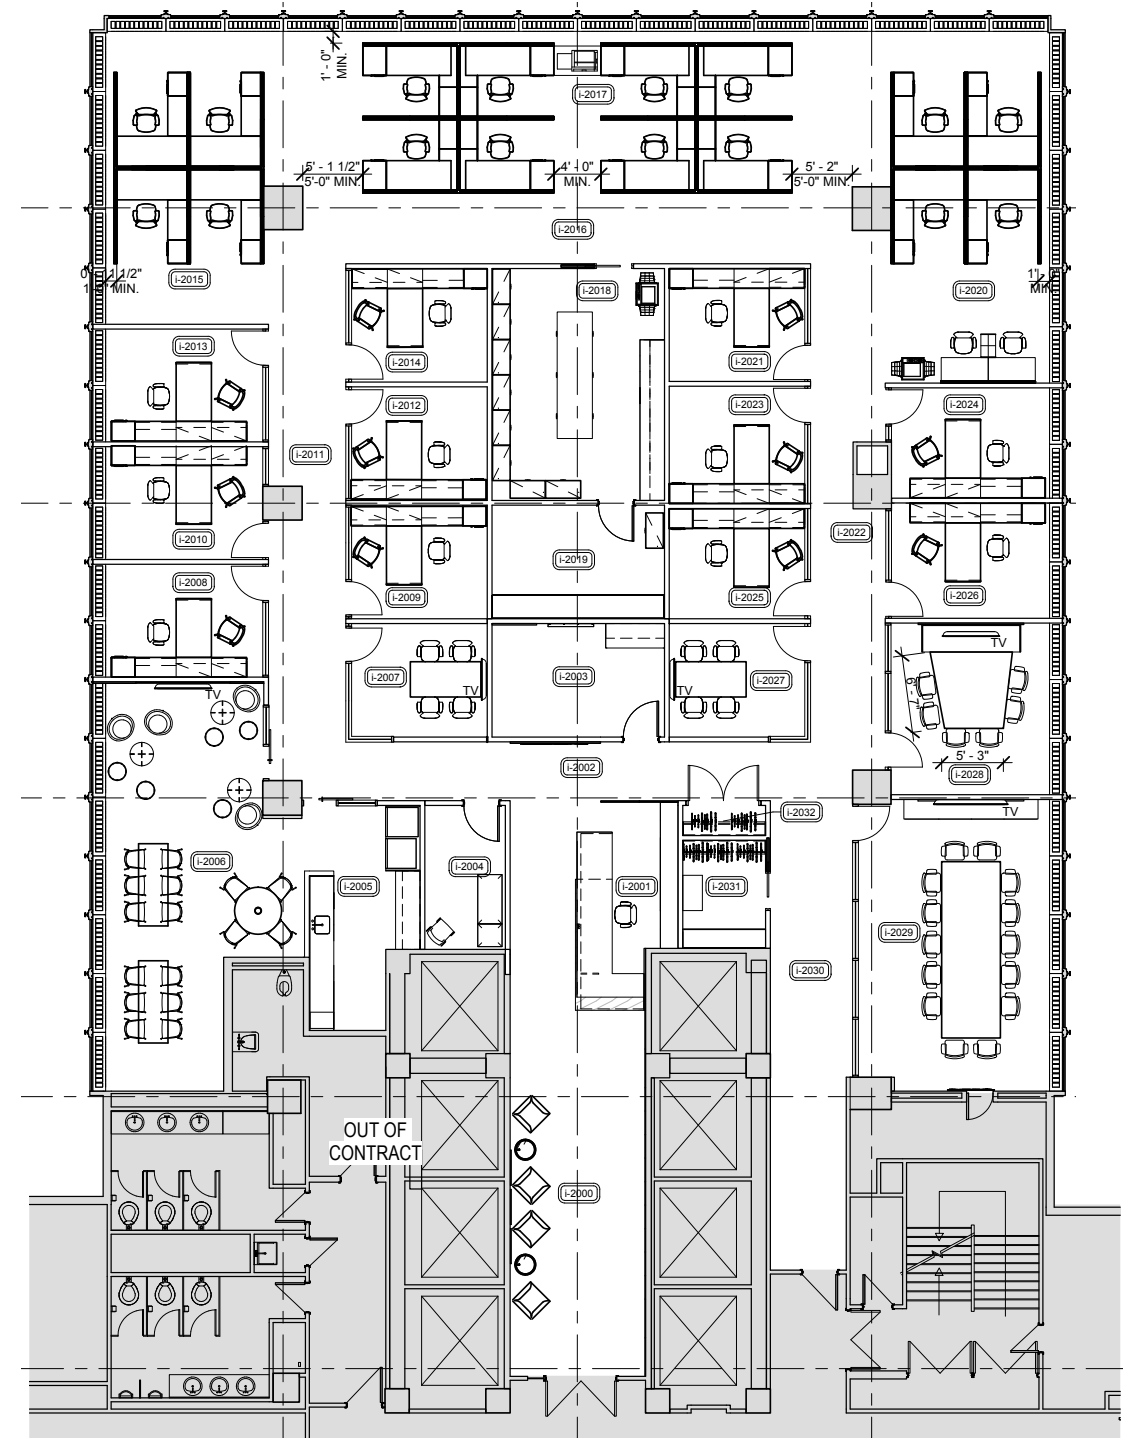 1' - 0"
MIN.
i-2017
5' - 1 1/2"
5'-0" MIN.
4' - 0"
MIN.
5' - 2"
5'-0" MIN.
i-2016
i-2015
i-2018
i-2020
i-2013
i-2014
i-2021
i-2012
i-2023
i-2024
i-2011
i-2010
i-2022
i-2019
i-2008
i-2009
i-2025
i-2026
TV
i-2007
TV
i-2003
TV
i-2027
6' - 7"
TV
5' - 3"
i-2028
i-2002
TV
i-2032
i-2006
i-2004
i-2005
i-2001
i-2031
i-2029
i-2030
OUT OF
CONTRACT
i-2000